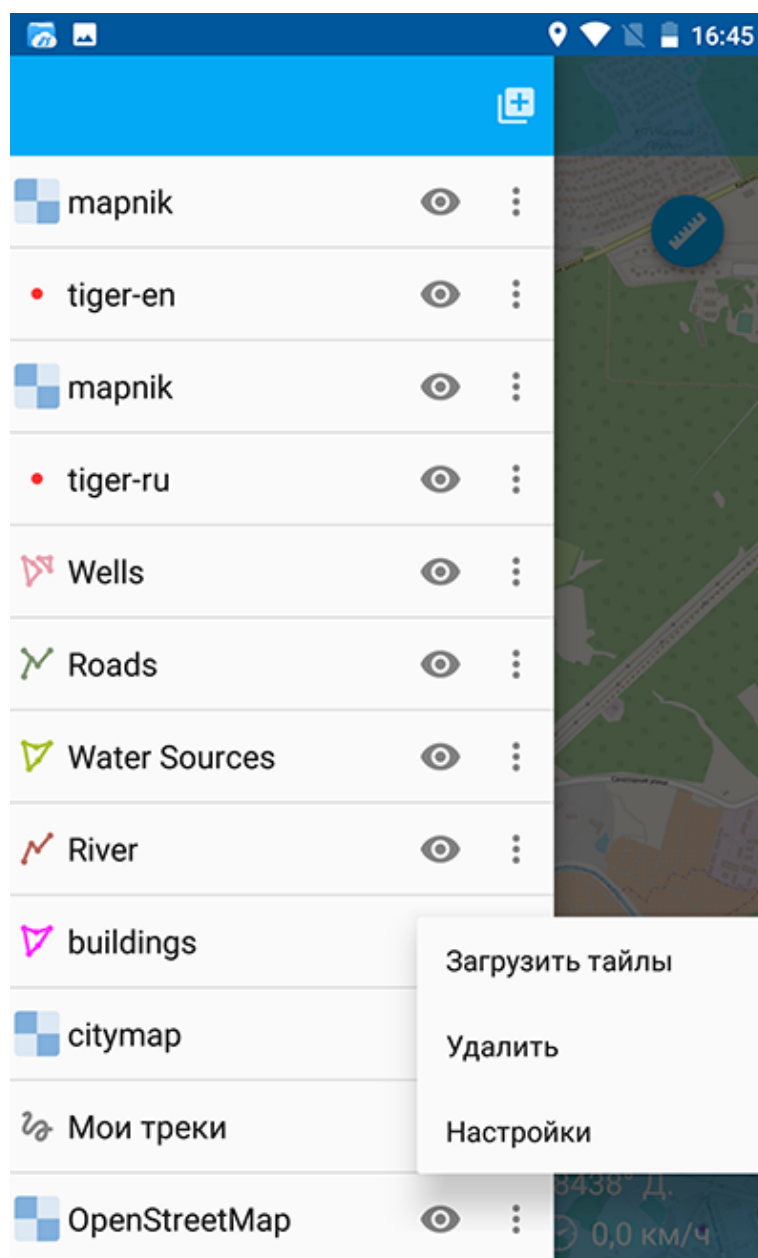 16:45
mapnik
tiger-en
mapnik
tiger-ru
Wells
Roads
Water Sources
River
buildings
Загрузить тайлы
citymap
Удалить
Мои треки
Настройки
8438° Д.
OpenStreetMap
0,0 км/ч